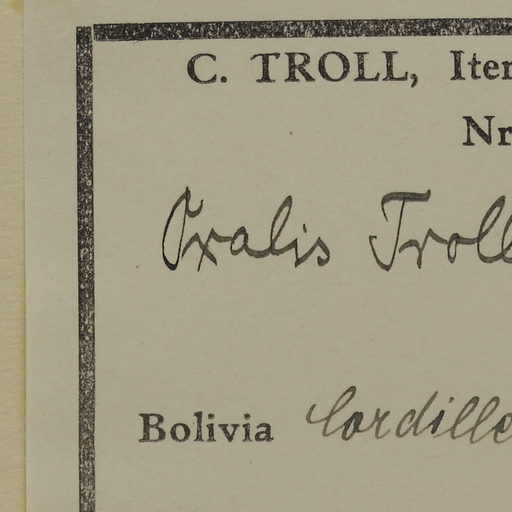 C. TROLL, Iter
Nr
Oxalis Troll
Bolivia Cordille